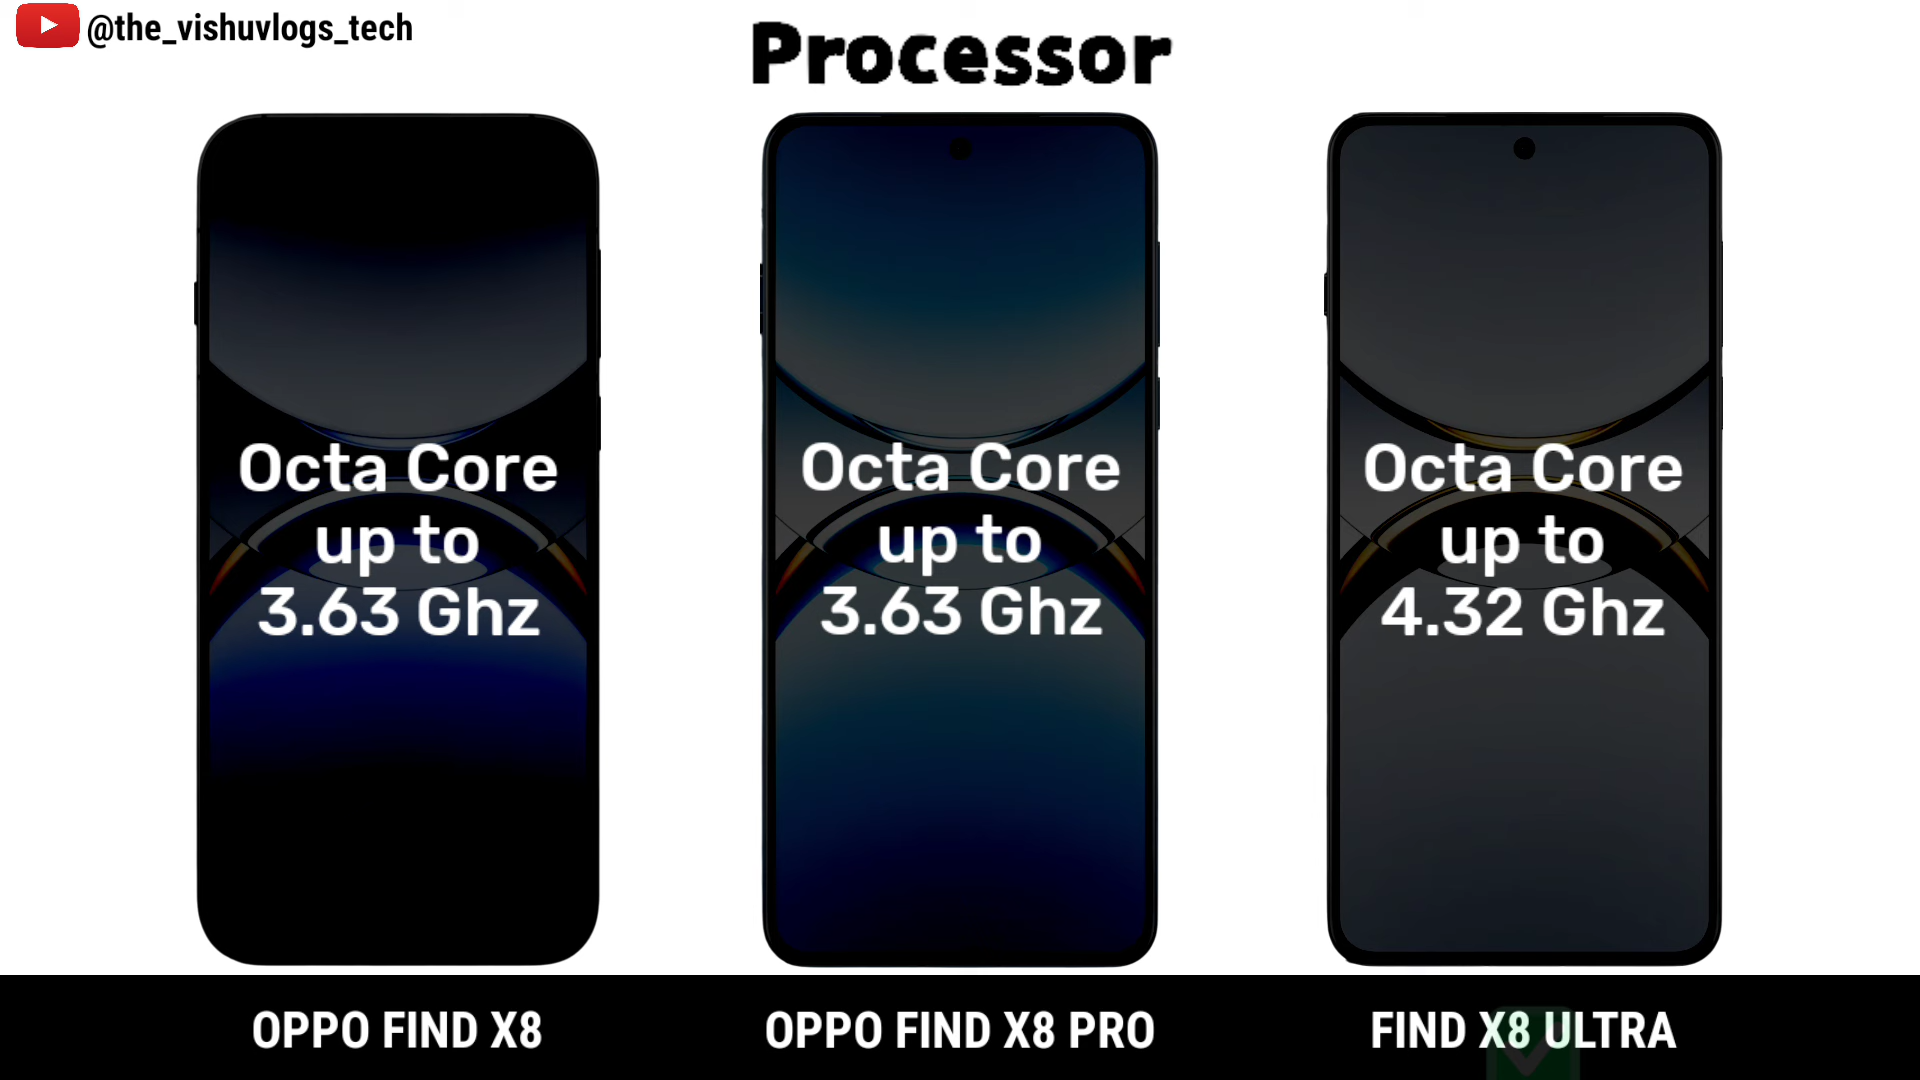 @the_vishuvlogs_tech
Processor
Octa Core
up to
3.63 Ghz
Octa Core
up to
3.63 Ghz
Octa Core
up to
4.32 Ghz
OPPO FIND X8
OPPO FIND X8 PRO
FIND X8 ULTRA